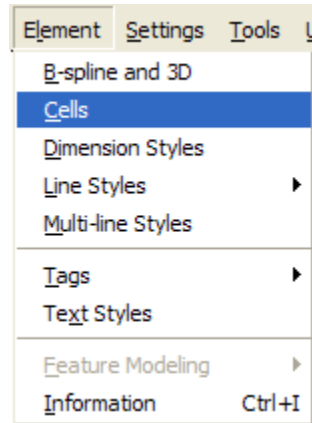 Element Settings Tools
B-spline and 3D
Cells
Dimension Styles
Line Styles
Multi-line Styles
Tags
Text Styles
Feature Modeling
Information Ctrl+I